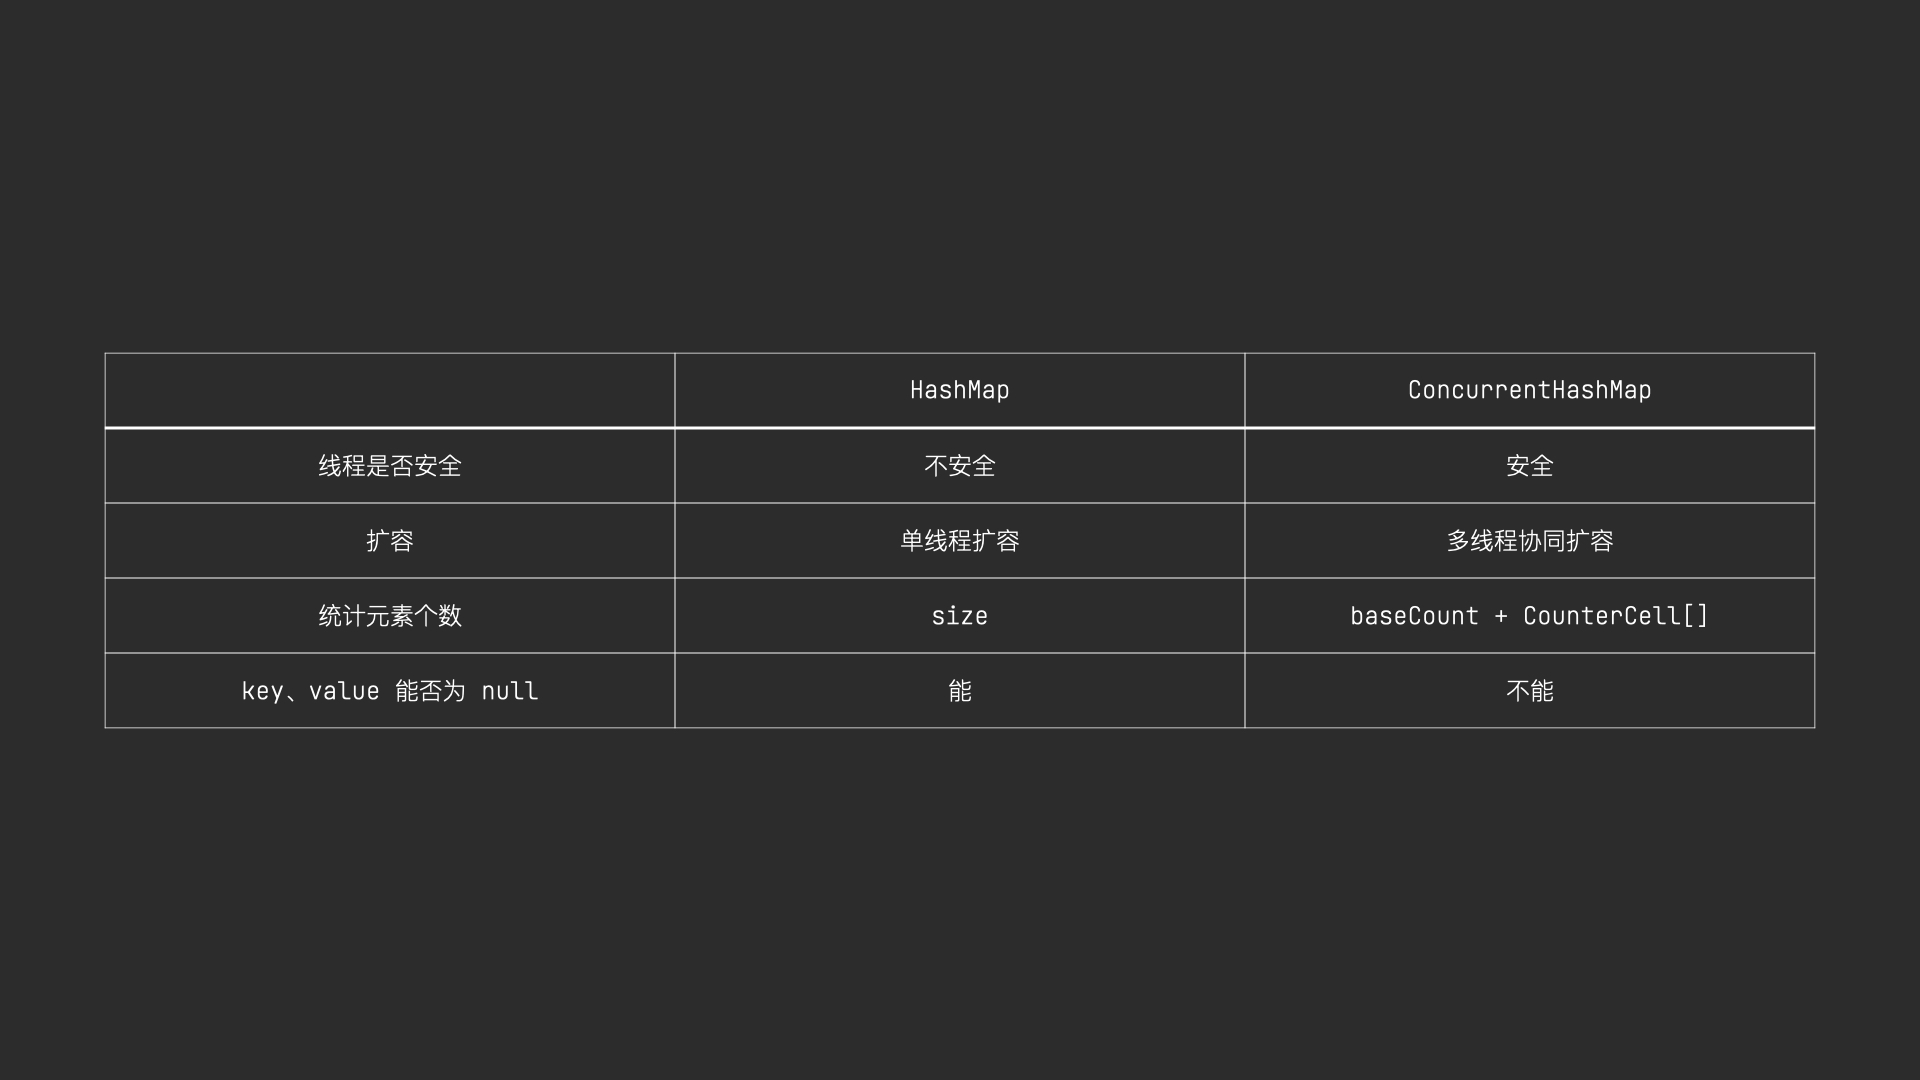 HashMap ConcurrentHashMap
线程是否安全 不安全 安全
扩容 单线程扩容 多线程协同扩容
统计元素个数 size baseCount + CounterCell[]
key、value 能否为 null 能 不能